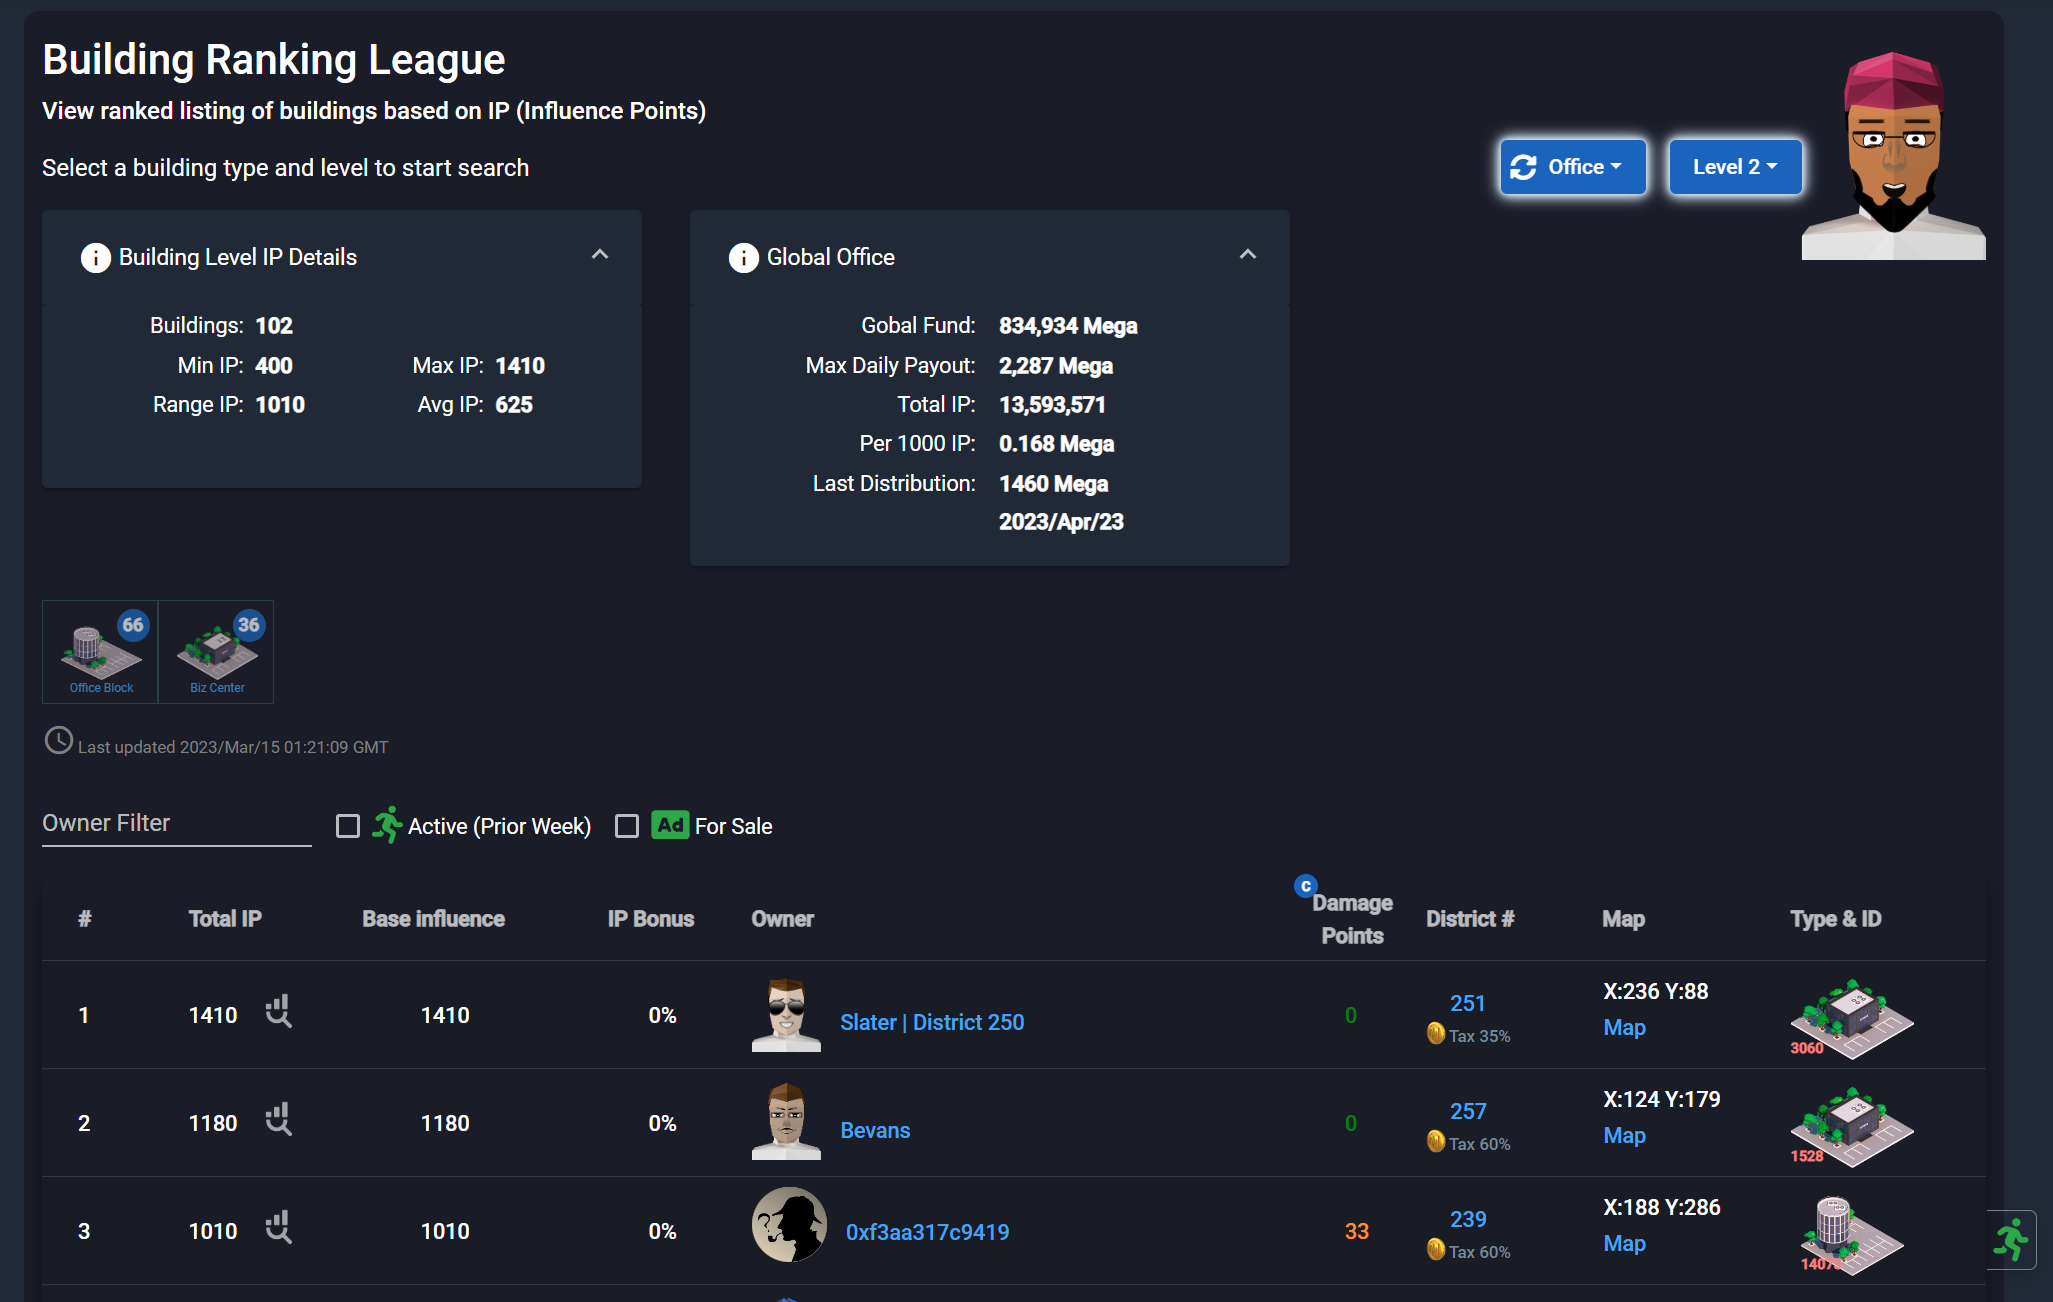 Building Ranking League
View ranked listing of buildings based on IP (Influence Points)
Select a building type and level to start search
Office
Level 2
i Building Level IP Details
Buildings: 102
Min IP: 400 Max IP: 1410
Range IP: 1010 Avg IP: 625
i Global Office
Gobal Fund: 834,934 Mega
Max Daily Payout: 2,287 Mega
Total IP: 13,593,571
Per 1000 IP: 0.168 Mega
Last Distribution: 1460 Mega
2023/Apr/23
66 36
Office Block Biz Center
Last updated 2023/Mar/15 01:21:09 GMT
Owner Filter Active (Prior Week) Ad For Sale
# Total IP Base influence IP Bonus Owner C Damage Points District # Map Type & ID
1 1410 1410 0% Slater | District 250 0 251 X:236 Y:88
Tax 35% Map 3060
2 1180 1180 0% Bevans 0 257 X:124 Y:179
Tax 60% Map 1528
3 1010 1010 0% 0xf3aa317c9419 33 239 X:188 Y:286
Tax 60% Map